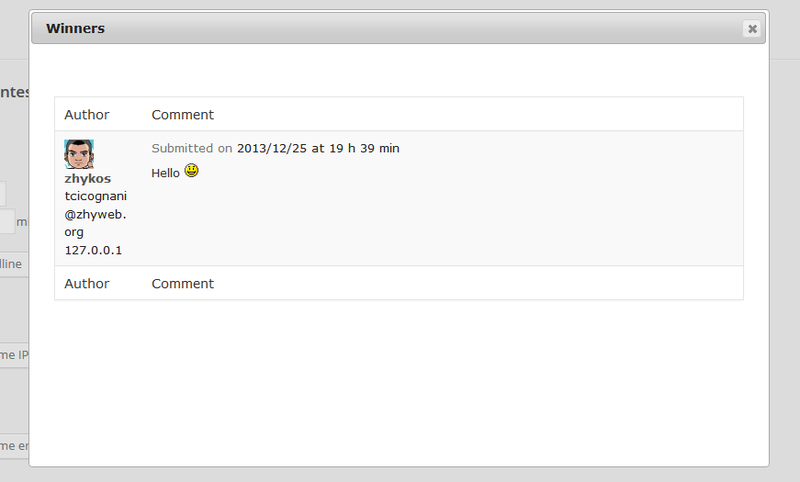 Winners
ntes
Author Comment
Submitted on 2013/12/25 at 19 h 39 min
Hello
zhykos
tcicognani
@zhyweb.
org
127.0.0.1
Author Comment
m
lline
me IP
me er